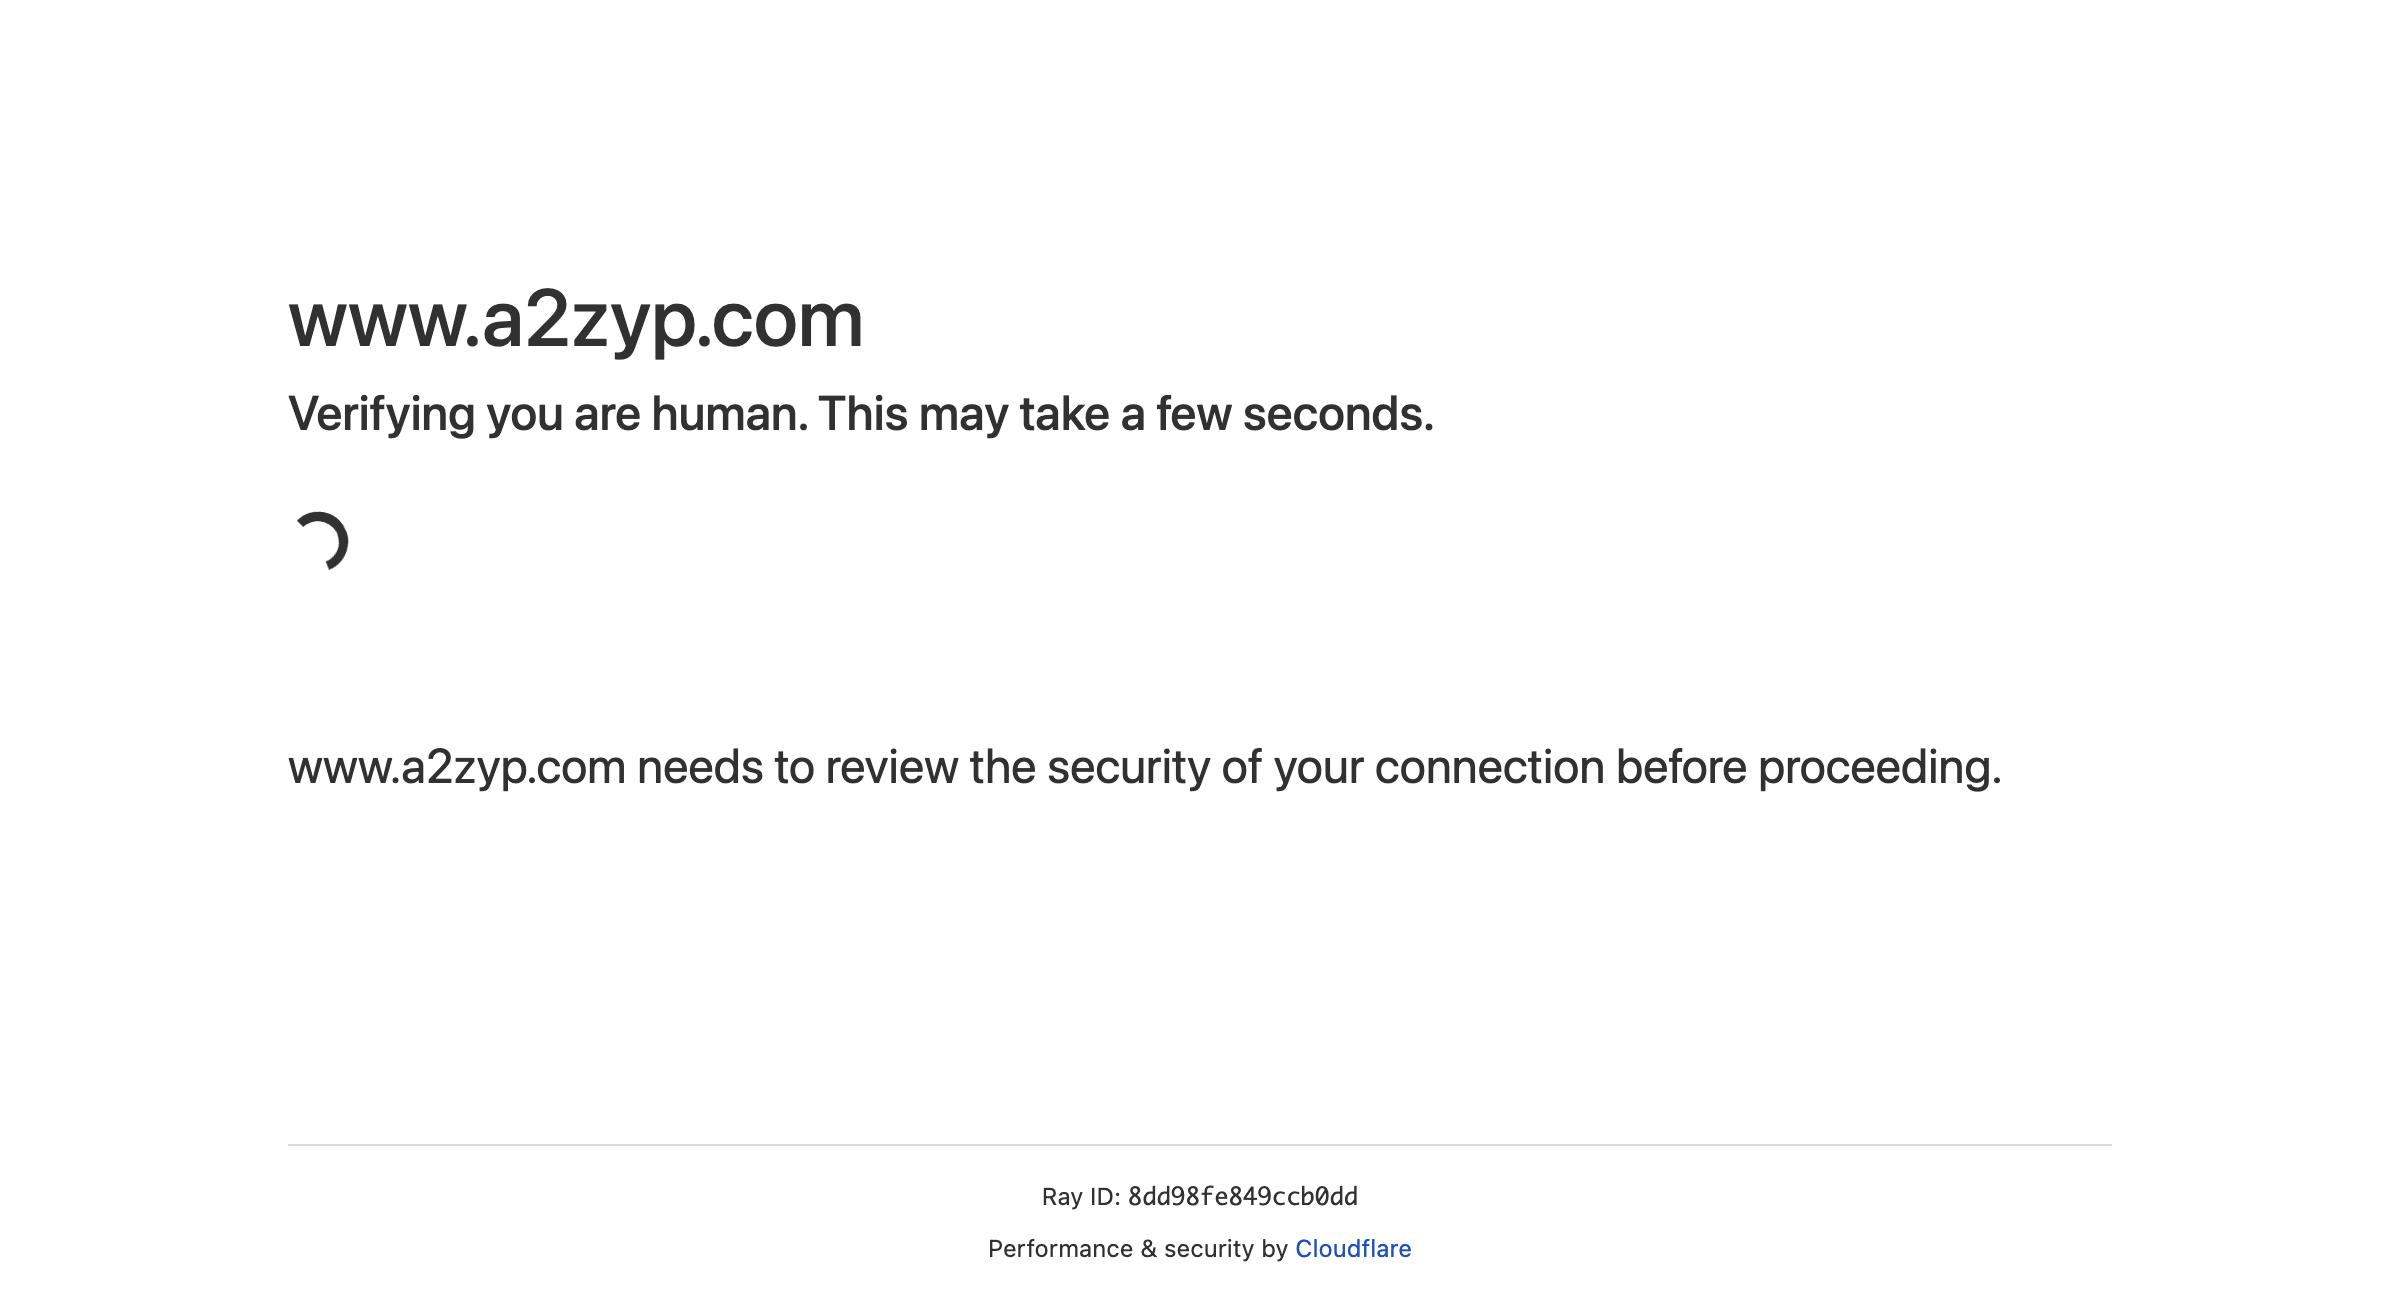 www.a2zyp.com
Verifying you are human. This may take a few seconds.
www.a2zyp.com needs to review the security of your connection before proceeding.
Ray ID: 8dd98fe849ccb0dd
Performance & security by Cloudflare